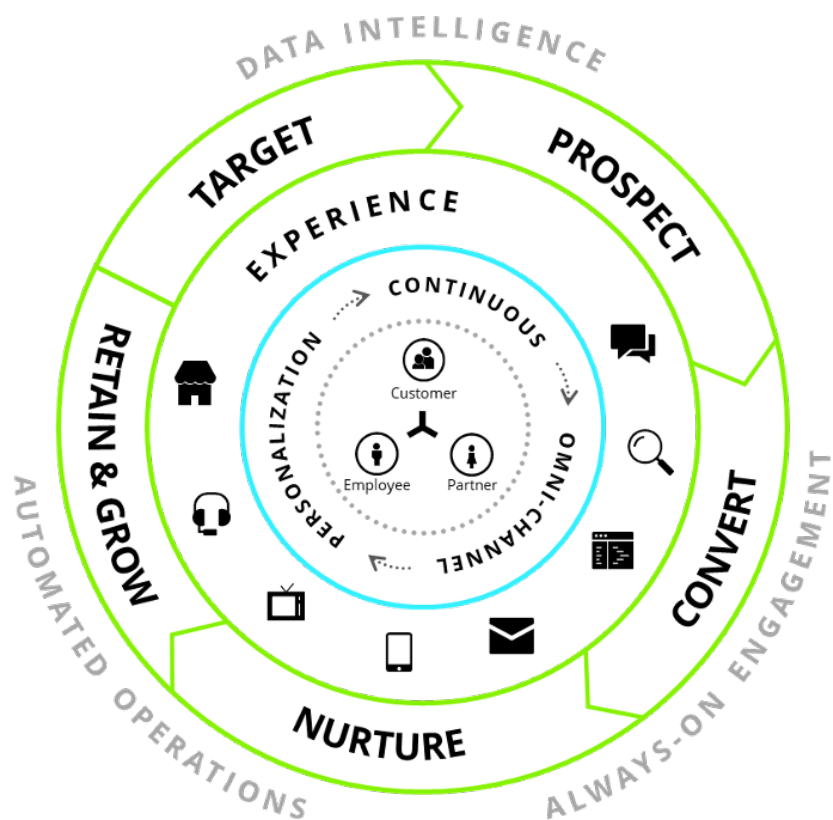 DATA INTELLIGENCE
TARGET
PROSPECT
EXPERIENCE
CONTINUOUS
PERSONALIZATION
Customer
Employee
Partner
OMNI-CHANNEL
RETAIN & GROW
CONVERT
NURTURE
AUTOMATED OPERATIONS
ALWAYS-ON ENGAGEMENT